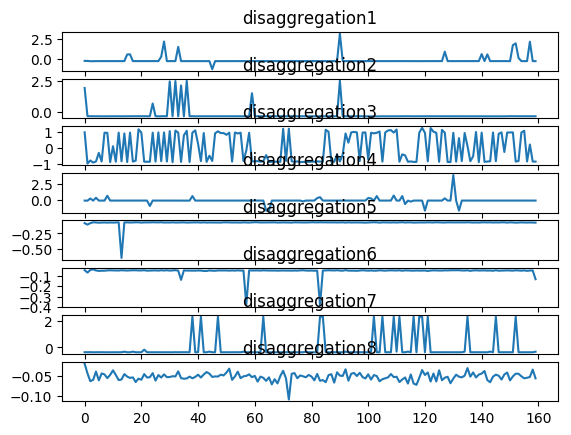 disaggregation1
2.5
0.0
disaggregation2
2.5
0.0
disaggregation3
1
0
−1
disaggregation4
2.5
0.0
disaggregation5
−0.25
−0.50
disaggregation6
−0.1
−0.2
−0.3
−0.4
disaggregation7
2
0
disaggregation8
−0.05
−0.10
0 20 40 60 80 100 120 140 160